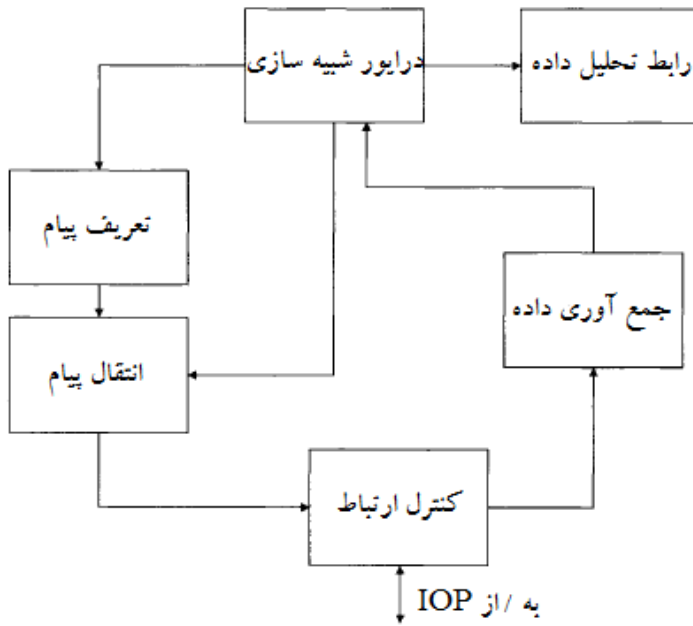 درایور شبیه سازی
رابط تحلیل داده
تعریف پیام
جمع آوری داده
انتقال پیام
کنترل ارتباط
به / از IOP